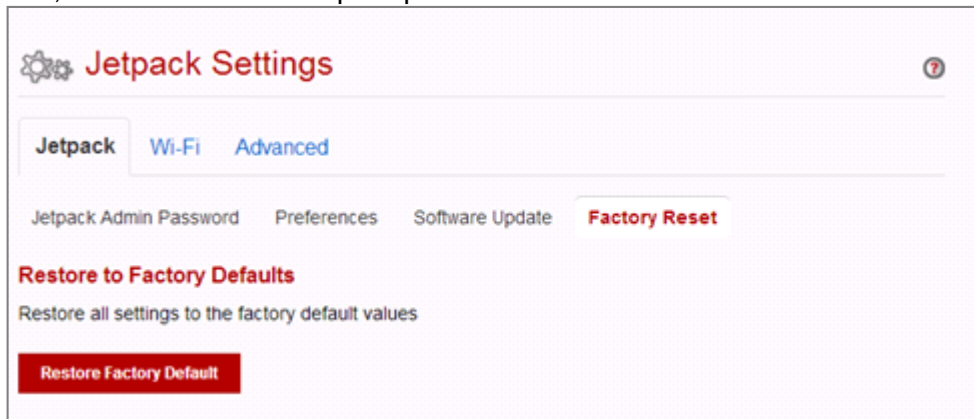 Jetpack Settings
?
Jetpack Wi-Fi Advanced
Jetpack Admin Password Preferences Software Update Factory Reset
Restore to Factory Defaults
Restore all settings to the factory default values
Restore Factory Default